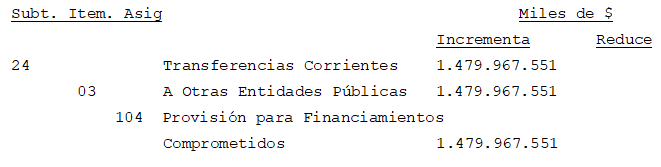 Subt. Item. Asig Miles de $
Incrementa Reduce
24 Transferencias Corrientes 1.479.967.551
03 A Otras Entidades Públicas 1.479.967.551
104 Provisión para Financiamientos
Comprometidos 1.479.967.551